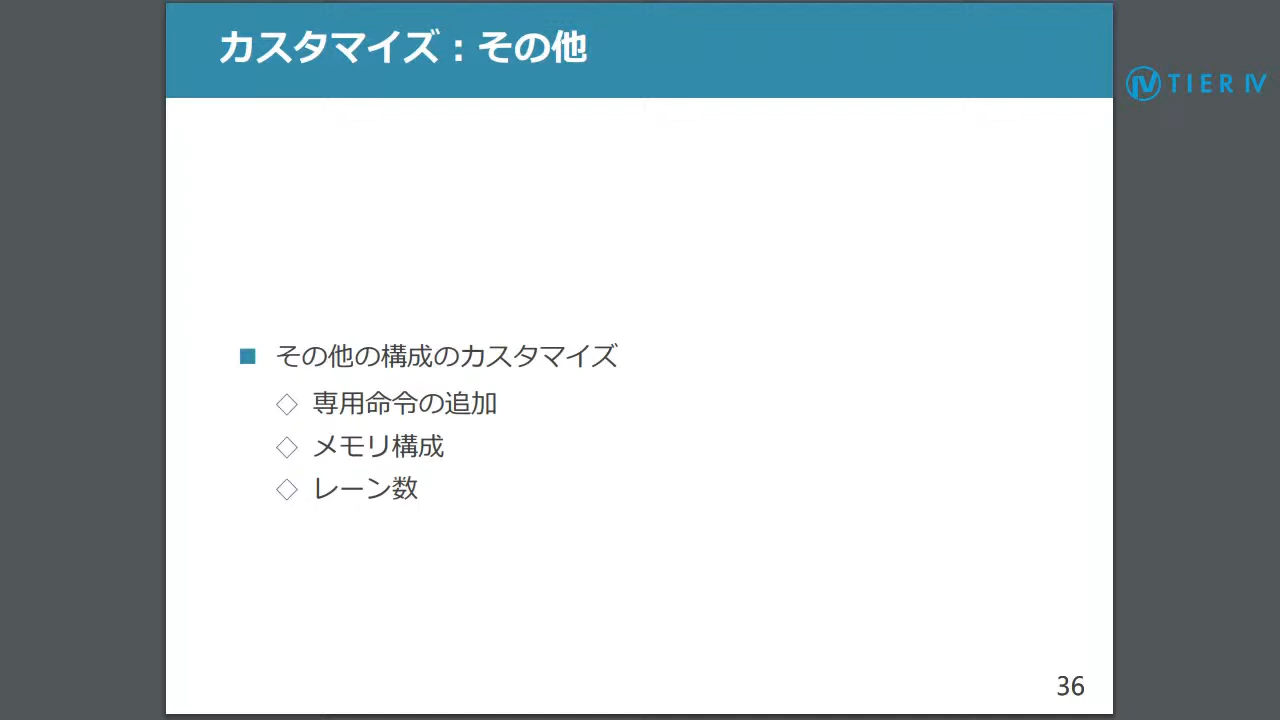 カスタマイズ：その他
TIER IV
■ その他の構成のカスタマイズ
◇ 専用命令の追加
◇ メモリ構成
◇ レーン数
36